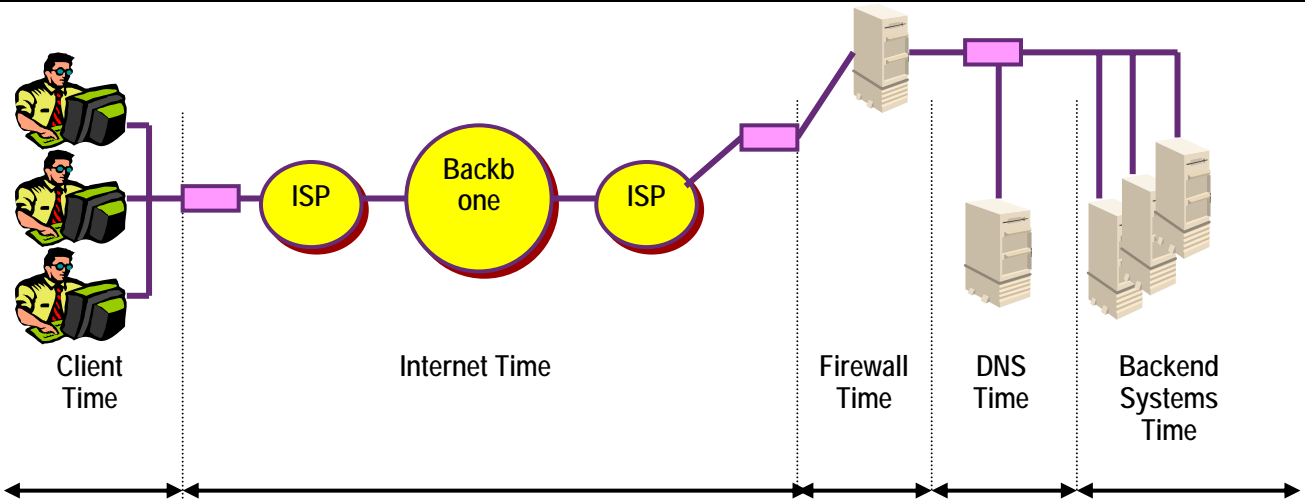 ISP
Backb
one
ISP
Client
Time
Internet Time
Firewall
Time
DNS
Time
Backend
Systems
Time